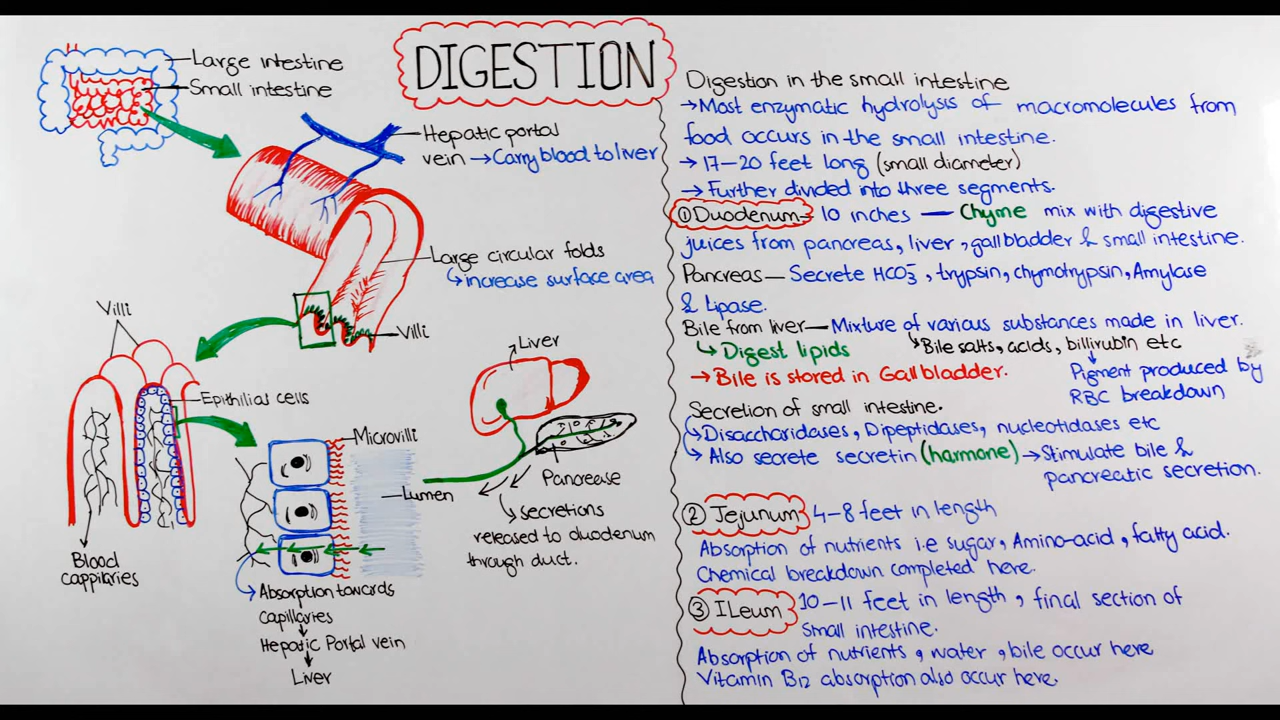 DIGESTION
Large intestine
Small intestine
Hepatic portal
vein → Carry blood to liver
Large circular folds
↳ increase surface area
Villi
Villi
Epithilias cells
Microvilli
Lumen
Blood
cappilaries
Absorption towards
capillaries
↓
Hepatic Portal vein
↓
Liver
Liver
Pancrease
↳ secretions
released to duodenum
through duct.
Digestion in the small intestine
→ Most enzymatic hydrolysis of macromolecules from
food occurs in the small intestine.
→ 17-20 feet long (small diameter)
→ Further divided into three segments.
① Duodenum- 10 inches — Chyme mix with digestive
juices from pancreas, liver, gallbladder & small intestine.
Pancreas — Secrete HCO₃⁻, trypsin, chymotrypsin, Amylase
& Lipase.
Bile from liver — Mixture of various substances made in liver.
↳ Digest lipids ↳ Bile salts, acids, billirubin etc
→ Bile is stored in Gallbladder. Pigment produced by
RBC breakdown
Secretion of small intestine.
↳ Disaccharidases, Dipeptidases, nucleotidases etc
↳ Also secrete secretin (harmone) → Stimulate bile &
pancreatic secretion.
② Jejunum 4-8 feet in length
Absorption of nutrients i.e sugar, Amino-acid, fatty acid.
Chemical breakdown completed here.
③ ILeum 10-11 feet in length, final section of
small intestine.
Absorption of nutrients, water, bile occur here
Vitamin B₁₂ absorption also occur here.